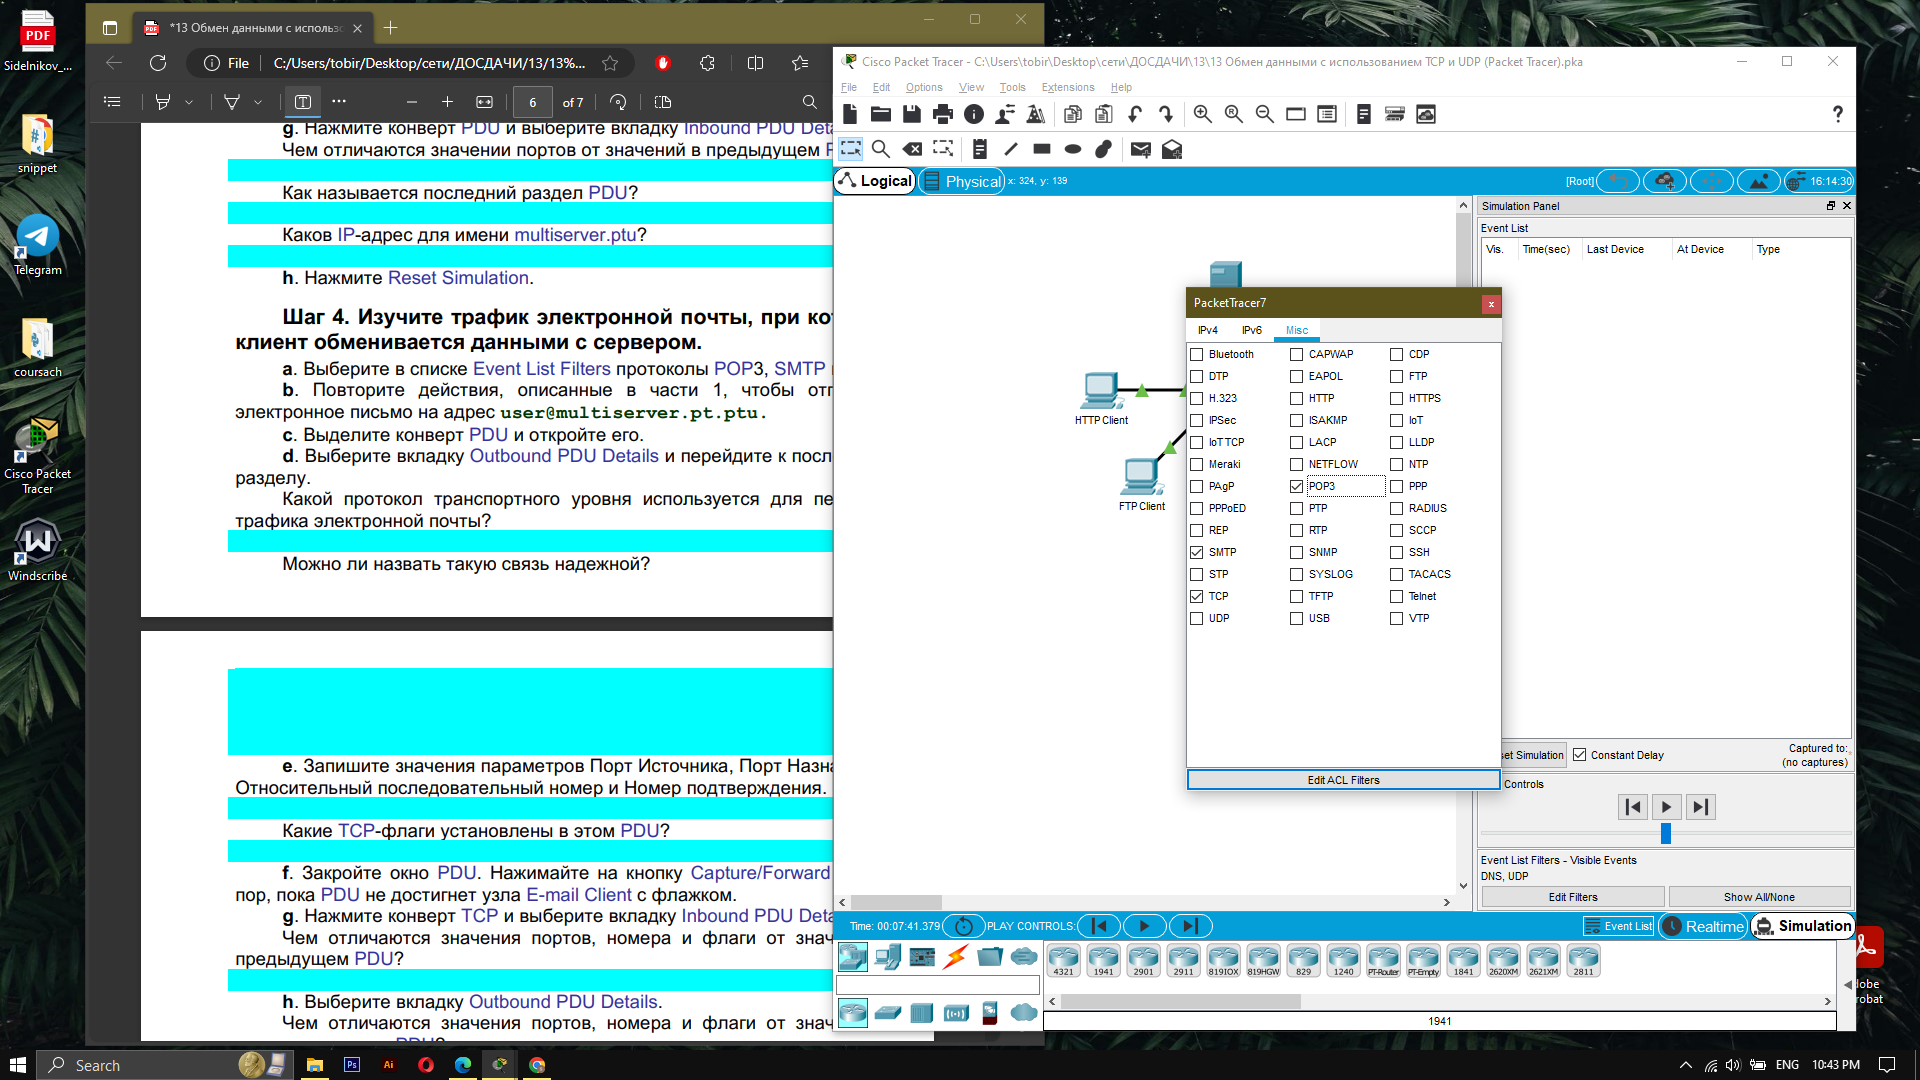 Sidelnikov_...
snippet
Telegram
coursach
Cisco Packet
Tracer
Windscribe
*13 Обмен данными с использо
File
C:/Users/tobir/Desktop/сети/ДОСДАЧИ/13/13%...
6
of 7
g. Нажмите конверт PDU и выберите вкладку Inbound PDU Deta
Чем отличаются значении портов от значений в предыдущем P
Как называется последний раздел PDU?
Каков IP-адрес для имени multiserver.ptu?
h. Нажмите Reset Simulation.
Шаг 4. Изучите трафик электронной почты, при кот
клиент обменивается данными с сервером.
a. Выберите в списке Event List Filters протоколы POP3, SMTP
b. Повторите действия, описанные в части 1, чтобы отп
электронное письмо на адрес user@multiserver.pt.ptu.
c. Выделите конверт PDU и откройте его.
d. Выберите вкладку Outbound PDU Details и перейдите к посл
разделу.
Какой протокол транспортного уровня используется для пе
трафика электронной почты?
Можно ли назвать такую связь надежной?
e. Запишите значения параметров Порт Источника, Порт Назна
Относительный последовательный номер и Номер подтверждения.
Какие TCP-флаги установлены в этом PDU?
f. Закройте окно PDU. Нажимайте на кнопку Capture/Forward
пор, пока PDU не достигнет узла E-mail Client с флажком.
g. Нажмите конверт TCP и выберите вкладку Inbound PDU Deta
Чем отличаются значения портов, номера и флаги от знач
предыдущем PDU?
h. Выберите вкладку Outbound PDU Details.
Чем отличаются значения портов, номера и флаги от знач
Cisco Packet Tracer - C:\Users\tobir\Desktop\сети\ДОСДАЧИ\13\13 Обмен данными с использованием TCP и UDP (Packet Tracer).pka
File Edit Options View Tools Extensions Help
Logical
Physical
x: 324, y: 139
[Root]
16:14:30
HTTP Client
FTP Client
PacketTracer7
x
IPv4 IPv6 Misc
Bluetooth CAPWAP CDP
DTP EAPOL FTP
H.323 HTTP HTTPS
IPSec ISAKMP IoT
IoT TCP LACP LLDP
Meraki NETFLOW NTP
PAgP POP3 PPP
PPPoED PTP RADIUS
REP RTP SCCP
SMTP SNMP SSH
STP SYSLOG TACACS
TCP TFTP Telnet
UDP USB VTP
Edit ACL Filters
Simulation Panel
Event List
Vis. Time(sec) Last Device At Device Type
set Simulation
Constant Delay
Captured to:
(no captures)
Controls
Event List Filters - Visible Events
DNS, UDP
Edit Filters
Show All/None
Time: 00:07:41.379
PLAY CONTROLS:
Event List
Realtime
Simulation
4321 1941 2901 2911 819IOX 819HGW 829 1240 PT-Router PT-Empty 1841 2620XM 2621XM 2811
1941
dobe
robat
Search
Ps
Ai
ENG
10:43 PM